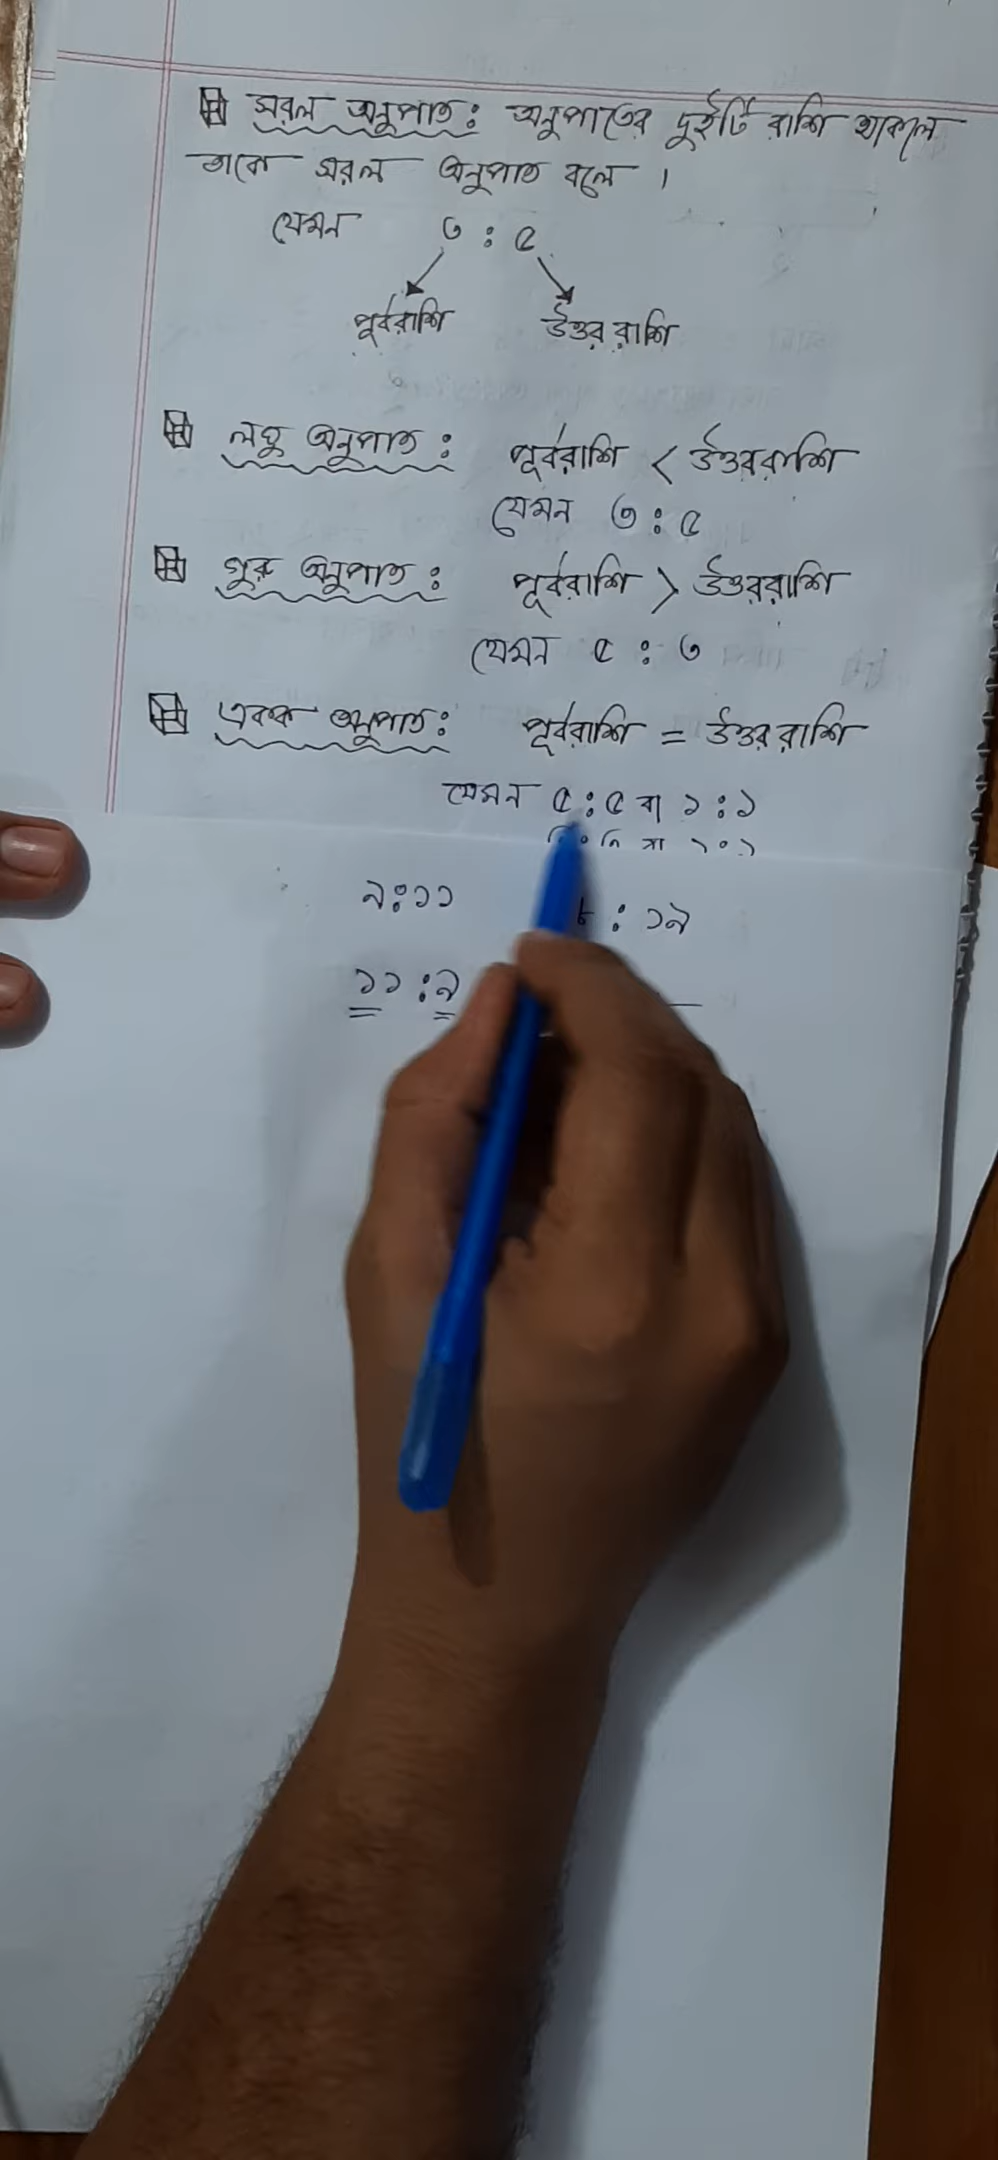 সরল অনুপাত: অনুপাতের দুইটি রাশি থাকলে
তাকে সরল অনুপাত বলে ।
যেমন ৩ : ৫
পূর্বরাশি উত্তর রাশি
লঘু অনুপাত : পূর্বরাশি < উত্তররাশি
যেমন ৩ : ৫
গুরু অনুপাত : পূর্বরাশি > উত্তররাশি
যেমন ৫ : ৩
একক অনুপাত: পূর্বরাশি = উত্তর রাশি
যেমন ৫ : ৫ বা ১ : ১
৯:১১ : ১৯
১১ : ৯